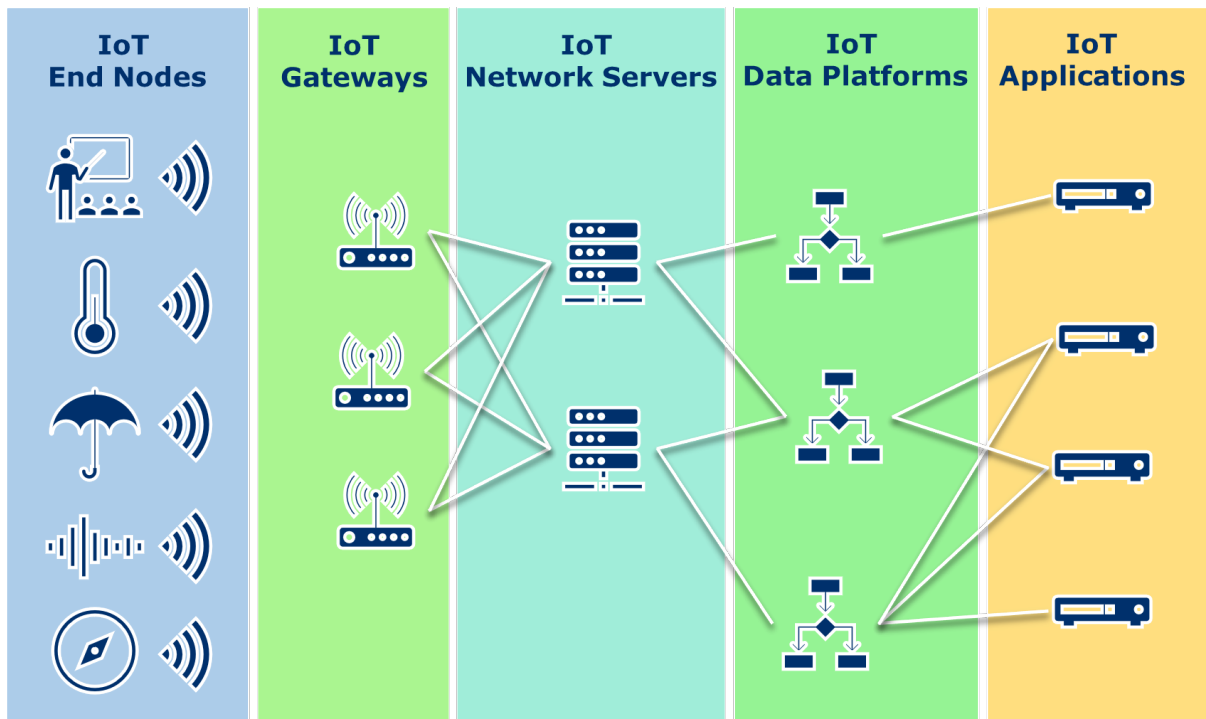 IoT
End Nodes
IoT
Gateways
IoT
Network Servers
IoT
Data Platforms
IoT
Applications